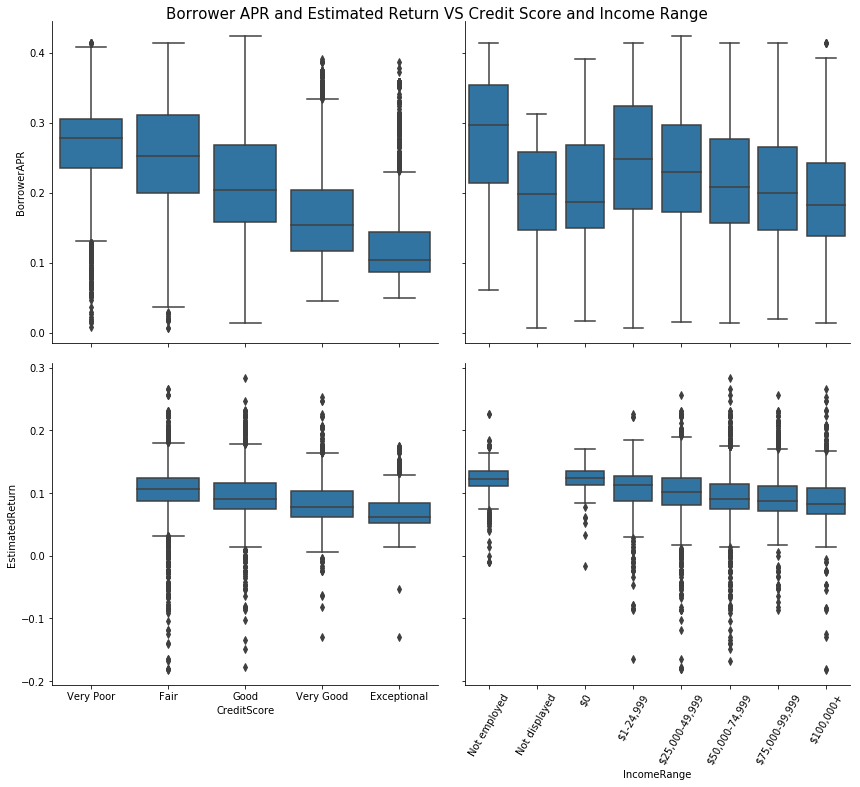 Borrower APR and Estimated Return VS Credit Score and Income Range
0.4
0.3
0.2
0.1
0.0
BorrowerAPR
0.3
0.2
0.1
0.0
−0.1
−0.2
EstimatedReturn
Very Poor
Fair
Good
Very Good
Exceptional
CreditScore
Not employed
Not displayed
$0
$1-24,999
$25,000-49,999
$50,000-74,999
$75,000-99,999
$100,000+
IncomeRange